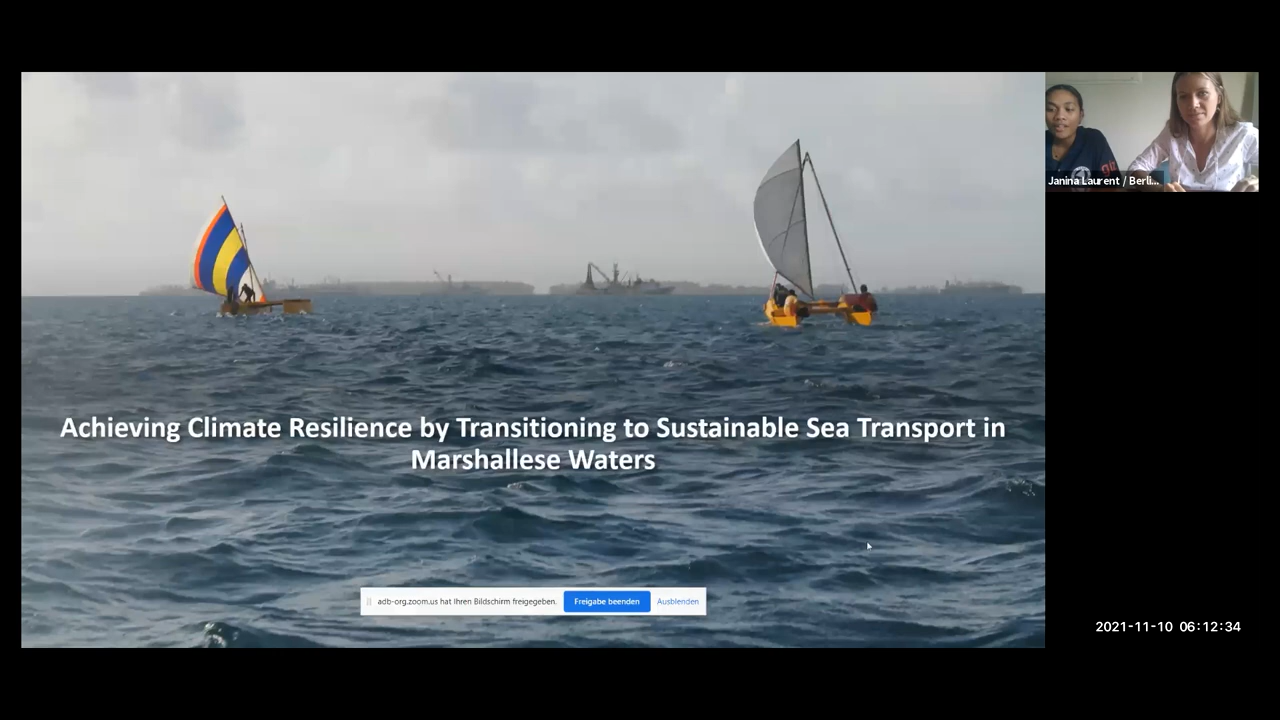 Achieving Climate Resilience by Transitioning to Sustainable Sea Transport in
Marshallese Waters
Janina Laurent / Berli...
adb-org.zoom.us hat Ihren Bildschirm freigegeben. Freigabe beenden Ausblenden
2021-11-10 06:12:34